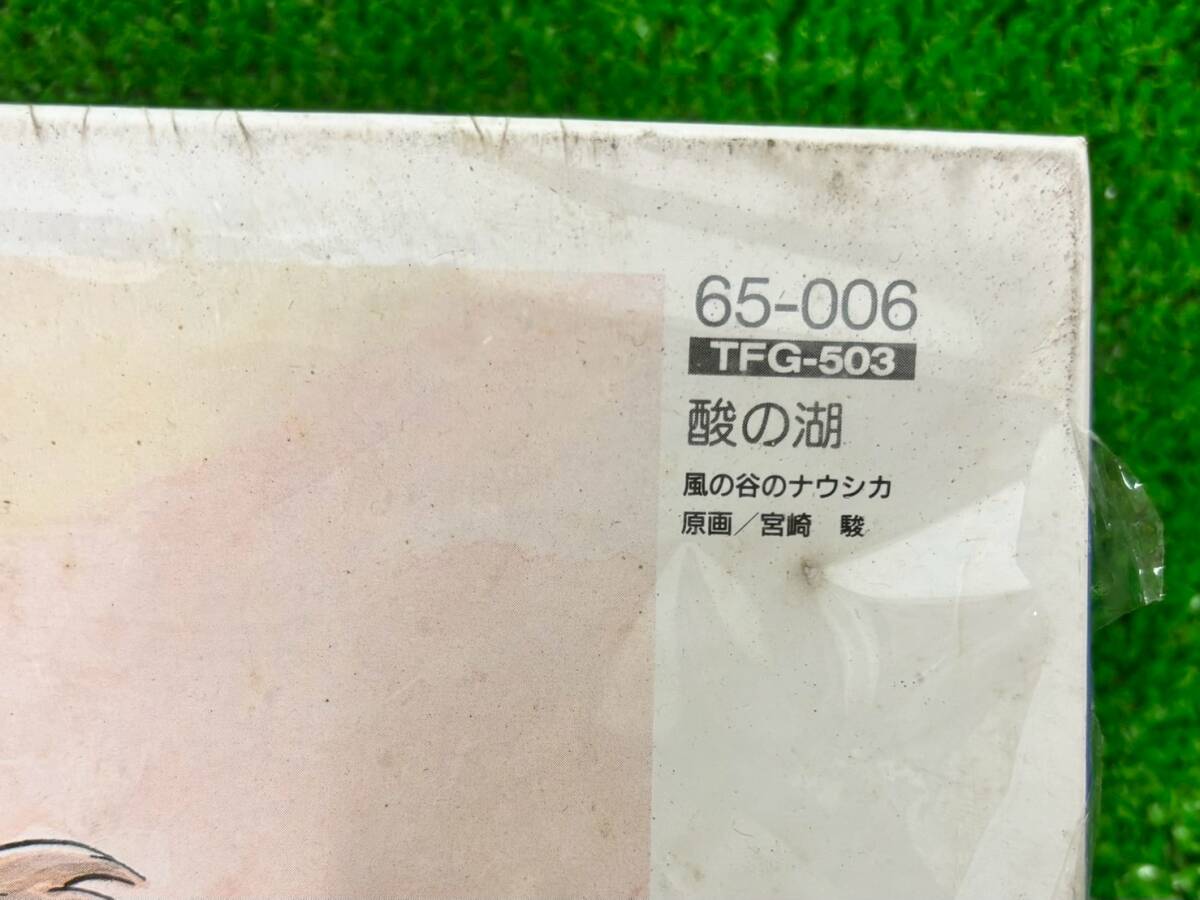 65-006
TFG-503
酸の湖
風の谷のナウシカ
原画／宮崎　駿